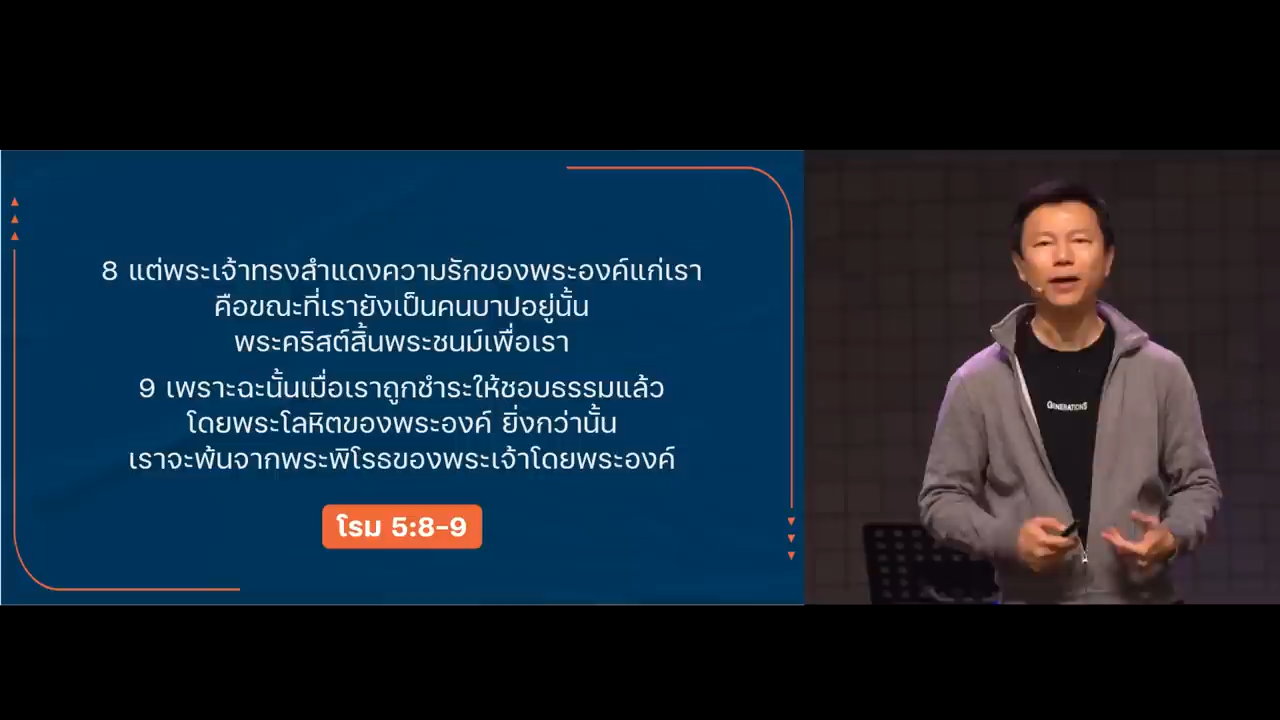 8 แต่พระเจ้าทรงสำแดงความรักของพระองค์แก่เรา
คือขณะที่เรายังเป็นคนบาปอยู่นั้น
พระคริสต์สิ้นพระชนม์เพื่อเรา
9 เพราะฉะนั้นเมื่อเราถูกชำระให้ชอบธรรมแล้ว
โดยพระโลหิตของพระองค์ ยิ่งกว่านั้น
เราจะพ้นจากพระพิโรธของพระเจ้าโดยพระองค์
โรม 5:8-9
GENERATIONS